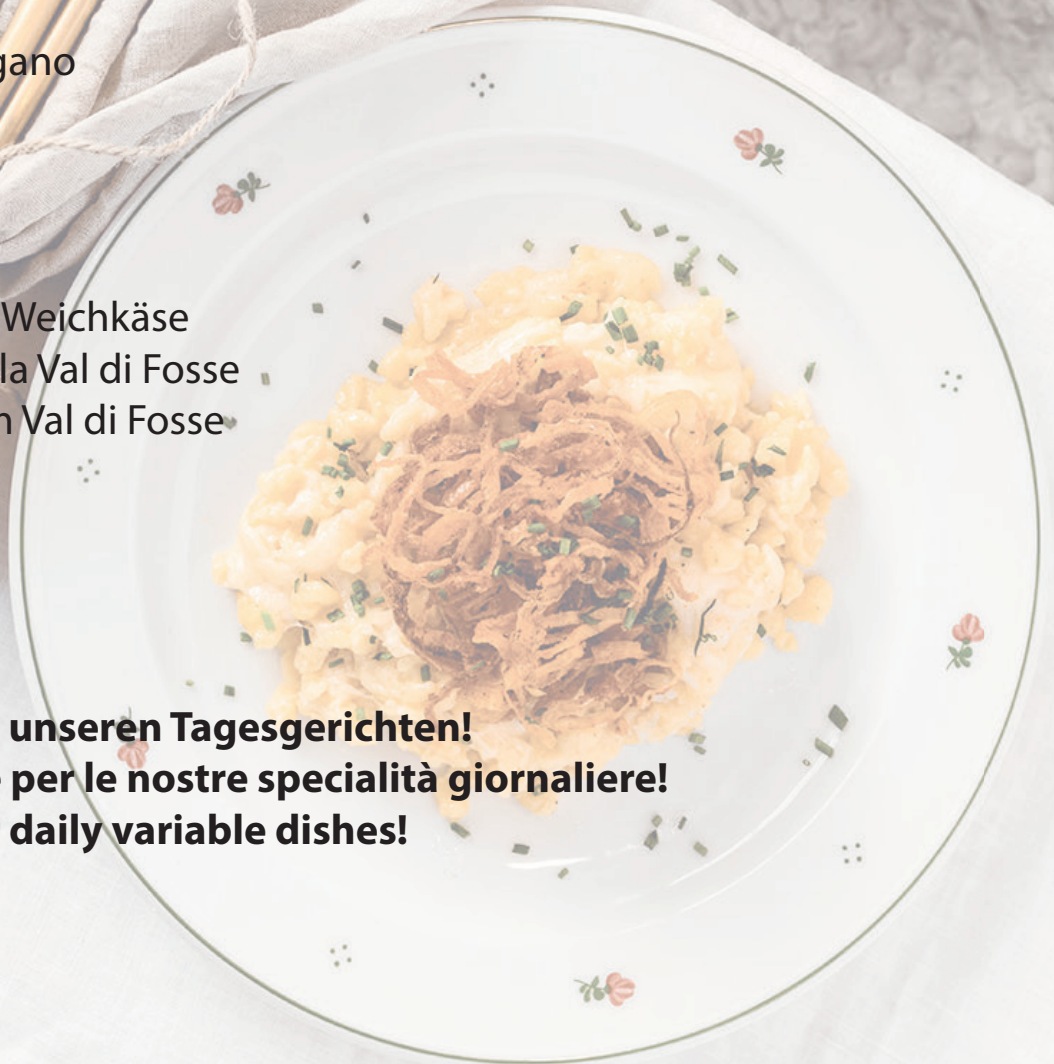 gano
Weichkäse
la Val di Fosse
n Val di Fosse
unseren Tagesgerichten!
e per le nostre specialità giornaliere!
daily variable dishes!